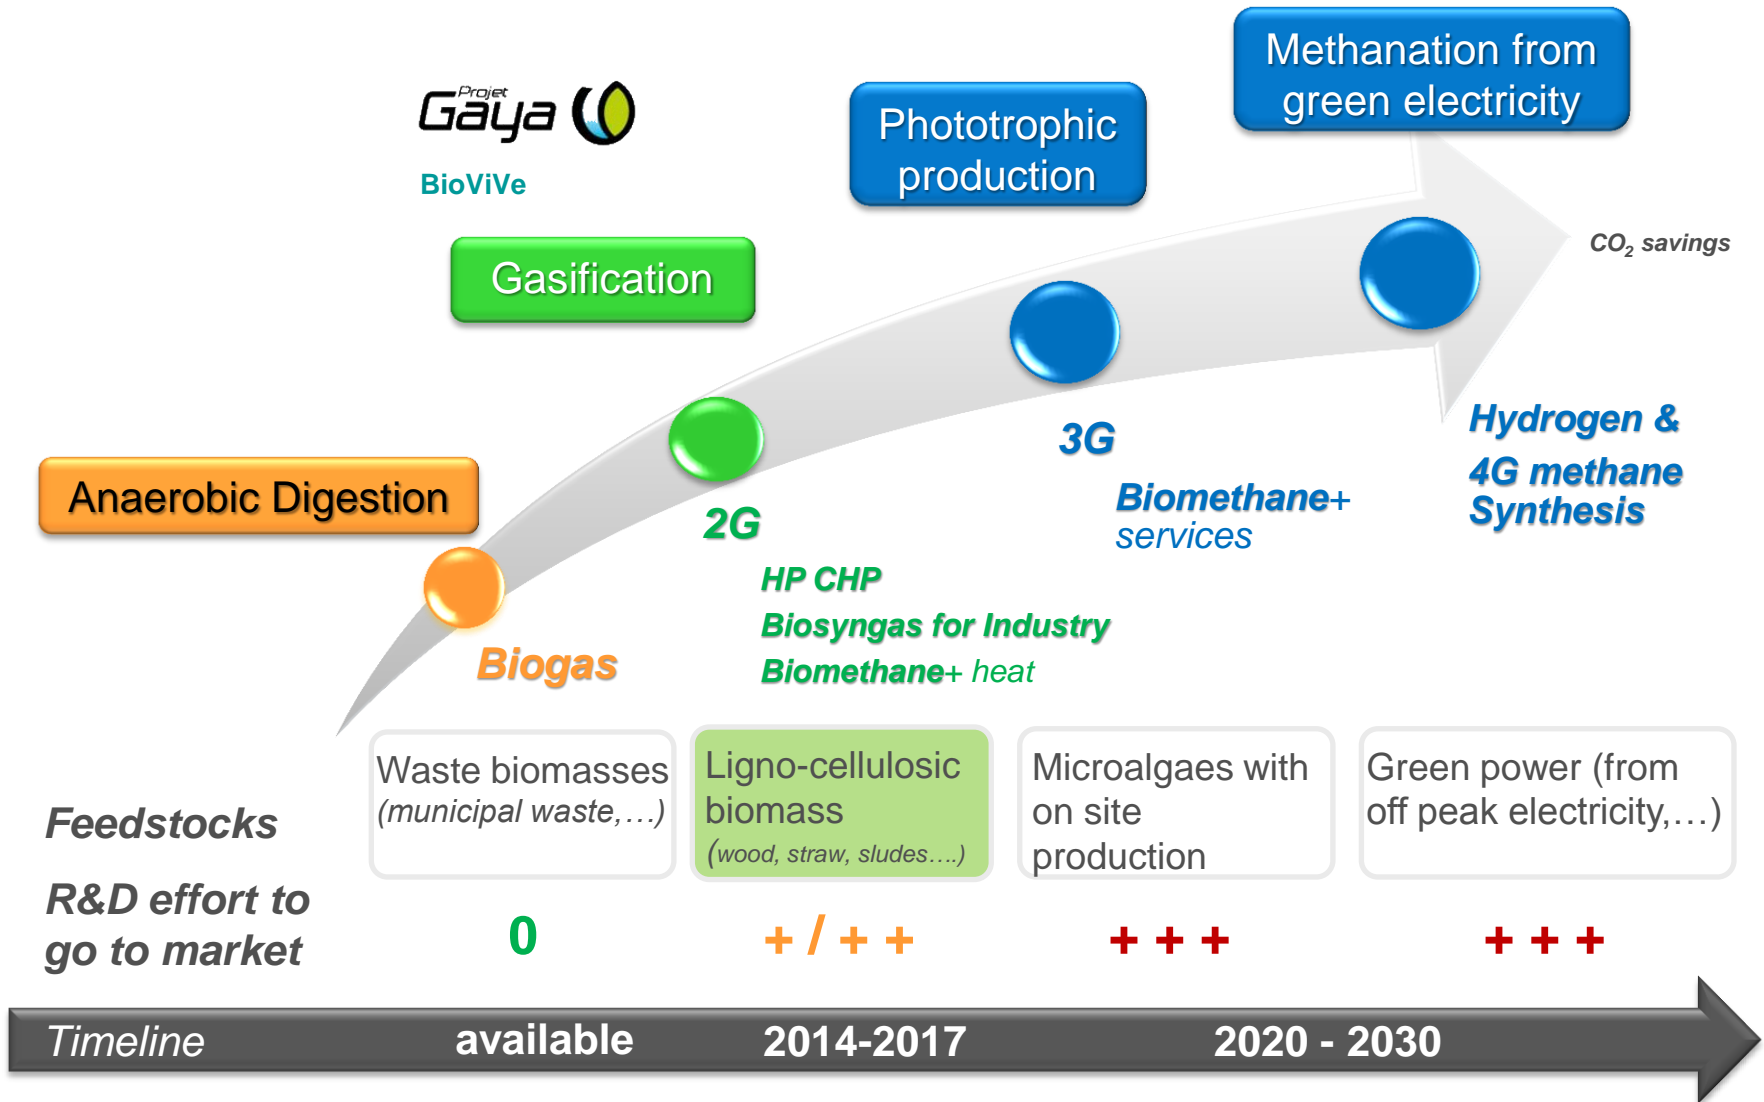 Methanation from
green electricity
Projet
Gaya
BioViVe
Phototrophic
production
CO2 savings
Gasification
Hydrogen &
4G methane
Synthesis
3G
Biomethane+
services
Anaerobic Digestion
2G
HP CHP
Biosyngas for Industry
Biomethane+ heat
Biogas
Feedstocks
Waste biomasses
(municipal waste,...)
Ligno-cellulosic
biomass
(wood, straw, sludes....)
Microalgaes with
on site
production
Green power (from
off peak electricity,...)
R&D effort to
go to market
0
+ / + +
+ + +
+ + +
Timeline
available
2014-2017
2020 - 2030